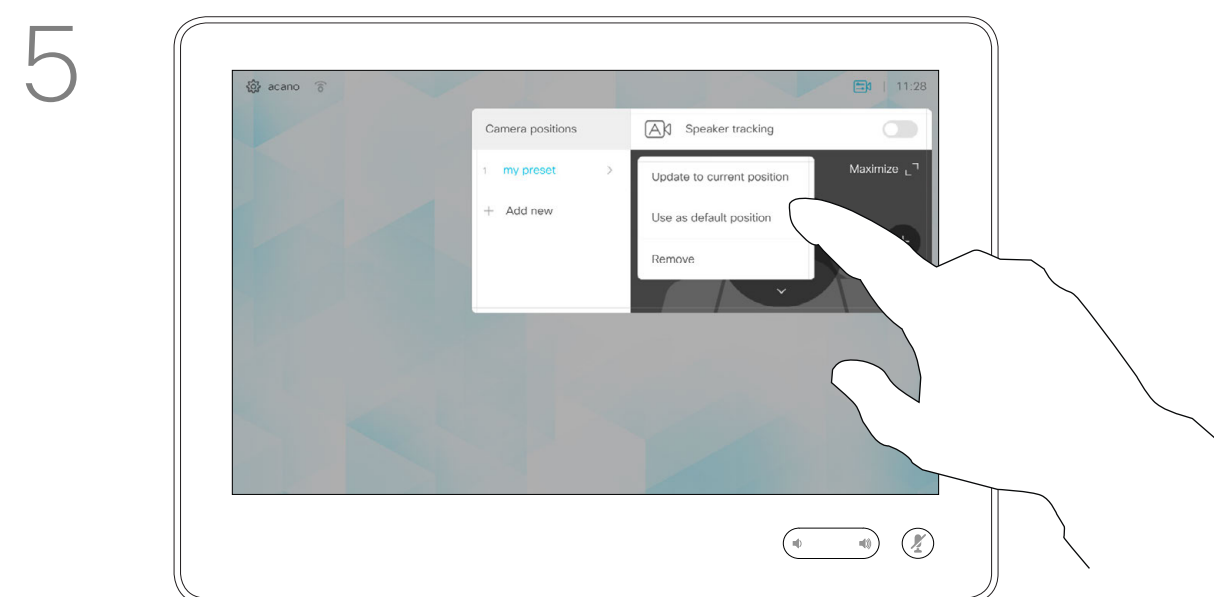 5
acano
11:28
Camera positions
Speaker tracking
1 my preset
Maximize
Update to current position
+ Add new
Use as default position
Remove